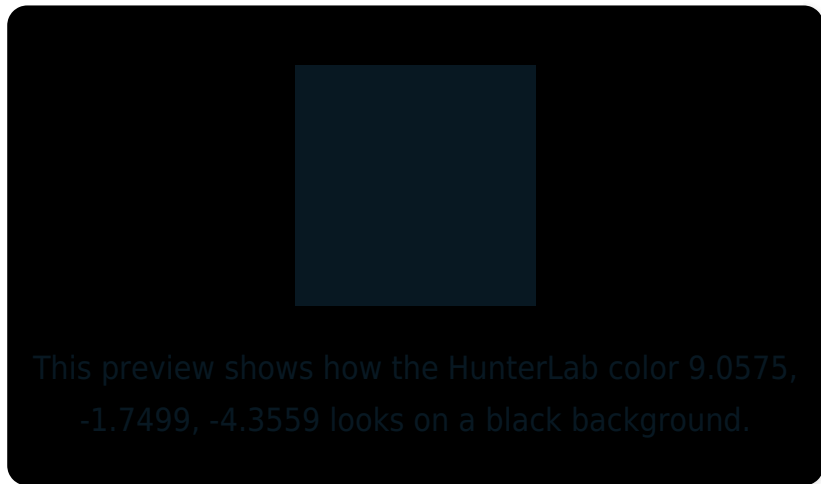 This preview shows how the HunterLab color 9.0575,
-1.7499, -4.3559 looks on a black background.